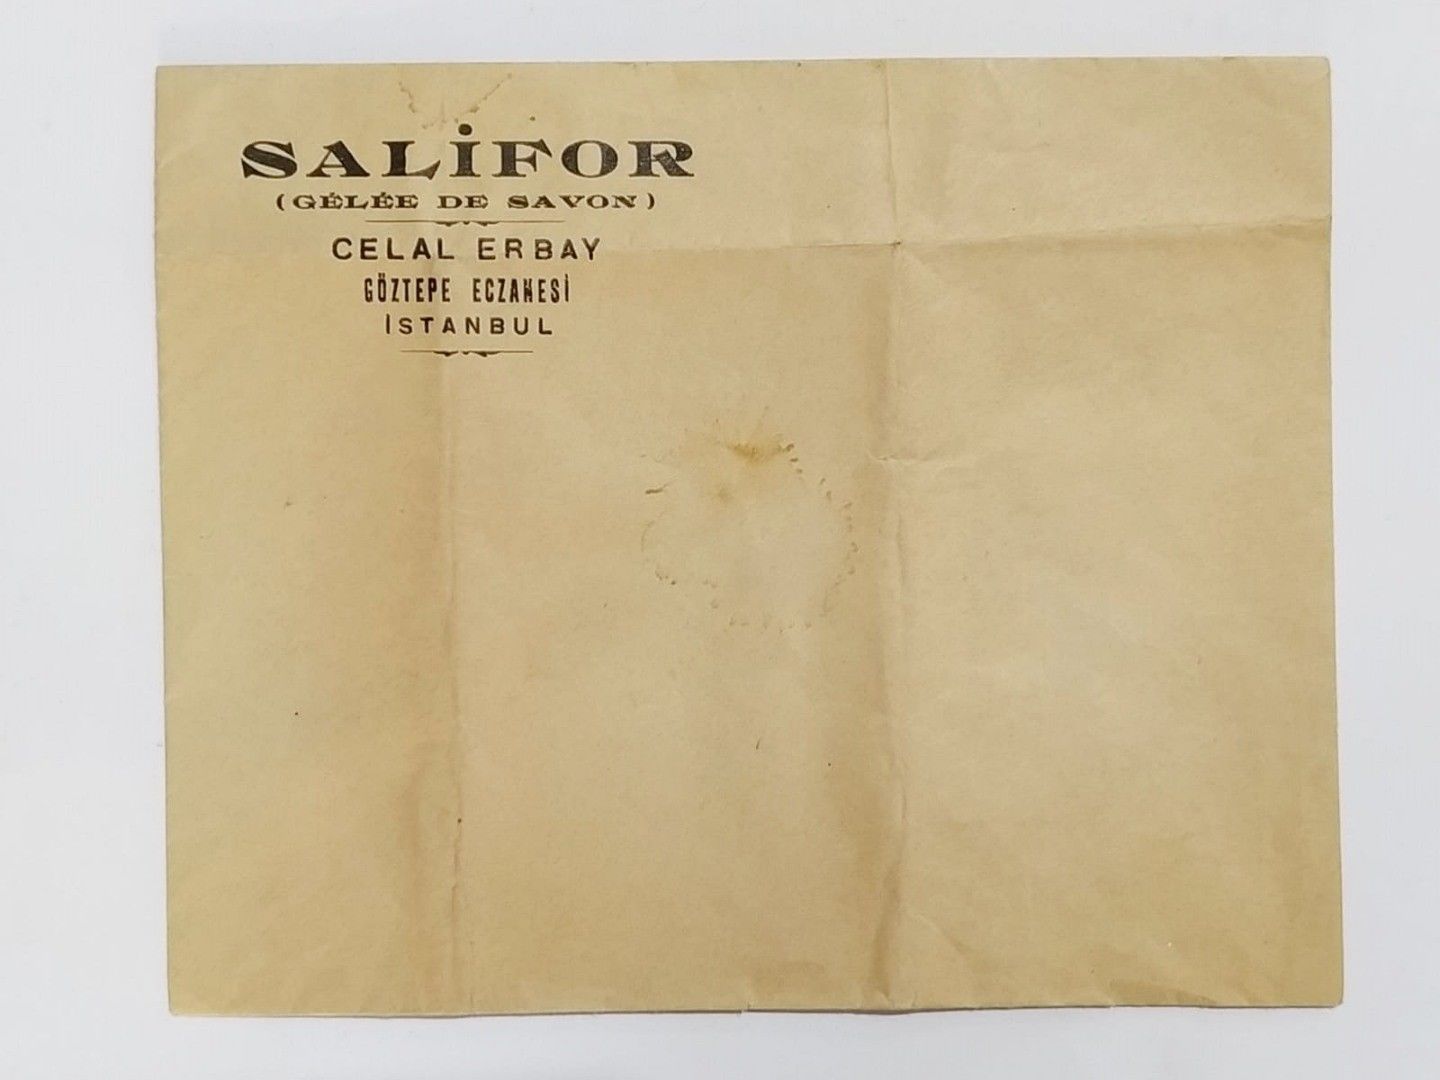 SALİFOR
(GÉLÉE DE SAVON)
CELAL ERBAY
GÖZTEPE ECZANESİ
İSTANBUL